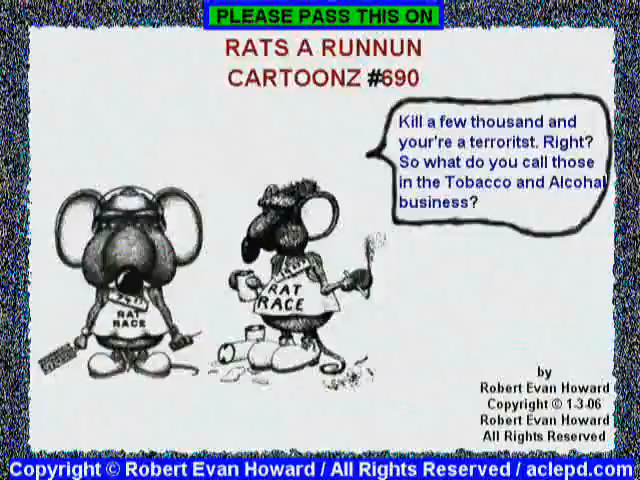 PLEASE PASS THIS ON
RATS A RUNNUN
CARTOONZ #690
Kill a few thousand and
your're a terroritst. Right?
So what do you call those
in the Tobacco and Alcohal
business?
RAT
RACE
RAT
RACE
by
Robert Evan Howard
Copyright © 1-3-06
Robert Evan Howard
All Rights Reserved
Copyright © Robert Evan Howard / All Rights Reserved / aclepd.com